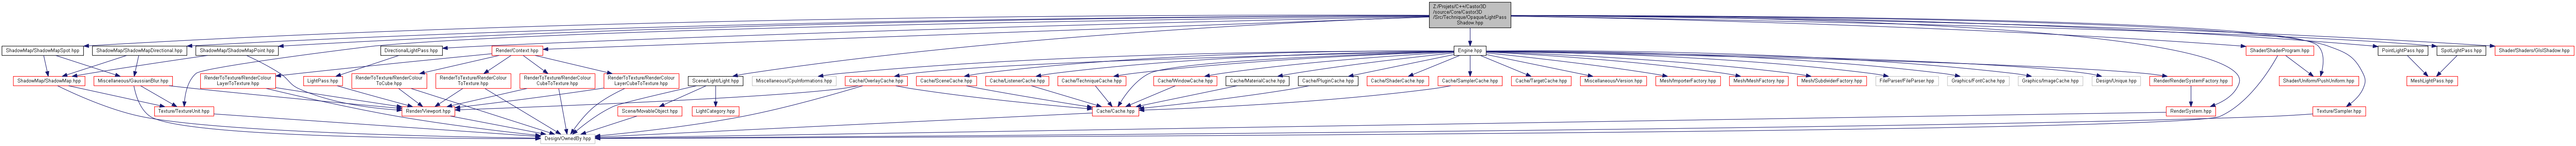 Z:/Projets/C++/Castor3D
/source/Core/Castor3D
/Src/Technique/Opaque/LightPass
Shadow.hpp
ShadowMap/ShadowMapSpot.hpp
ShadowMap/ShadowMapDirectional.hpp
ShadowMap/ShadowMapPoint.hpp
DirectionalLightPass.hpp
Render/Context.hpp
Engine.hpp
Shader/ShaderProgram.hpp
PointLightPass.hpp
SpotLightPass.hpp
Shader/Shaders/GlslShadow.hpp
ShadowMap/ShadowMap.hpp
Miscellaneous/GaussianBlur.hpp
RenderToTexture/RenderColour
LayerToTexture.hpp
LightPass.hpp
RenderToTexture/RenderColour
ToCube.hpp
RenderToTexture/RenderColour
ToTexture.hpp
RenderToTexture/RenderColour
CubeToTexture.hpp
RenderToTexture/RenderColour
LayerCubeToTexture.hpp
Scene/Light/Light.hpp
Miscellaneous/CpuInformations.hpp
Cache/OverlayCache.hpp
Cache/SceneCache.hpp
Cache/ListenerCache.hpp
Cache/TechniqueCache.hpp
Cache/WindowCache.hpp
Cache/MaterialCache.hpp
Cache/PluginCache.hpp
Cache/ShaderCache.hpp
Cache/SamplerCache.hpp
Cache/TargetCache.hpp
Miscellaneous/Version.hpp
Mesh/ImporterFactory.hpp
Mesh/MeshFactory.hpp
Mesh/SubdividerFactory.hpp
FileParser/FileParser.hpp
Graphics/FontCache.hpp
Graphics/ImageCache.hpp
Design/Unique.hpp
Render/RenderSystemFactory.hpp
Shader/Uniform/PushUniform.hpp
MeshLightPass.hpp
Texture/TextureUnit.hpp
Render/Viewport.hpp
Scene/MovableObject.hpp
LightCategory.hpp
Cache/Cache.hpp
RenderSystem.hpp
Texture/Sampler.hpp
Design/OwnedBy.hpp